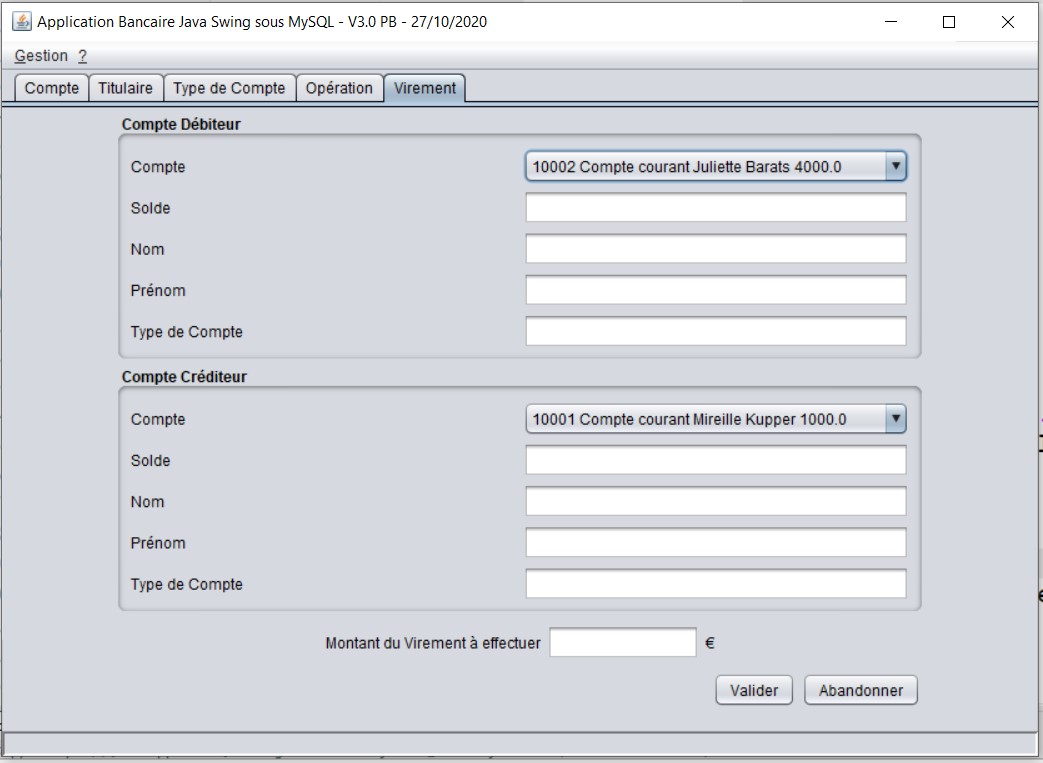 Application Bancaire Java Swing sous MySQL - V3.0 PB - 27/10/2020
Gestion ?
Compte Titulaire Type de Compte Opération Virement
Compte Débiteur
Compte 10002 Compte courant Juliette Barats 4000.0
Solde
Nom
Prénom
Type de Compte
Compte Créditeur
Compte 10001 Compte courant Mireille Kupper 1000.0
Solde
Nom
Prénom
Type de Compte
Montant du Virement à effectuer €
Valider Abandonner